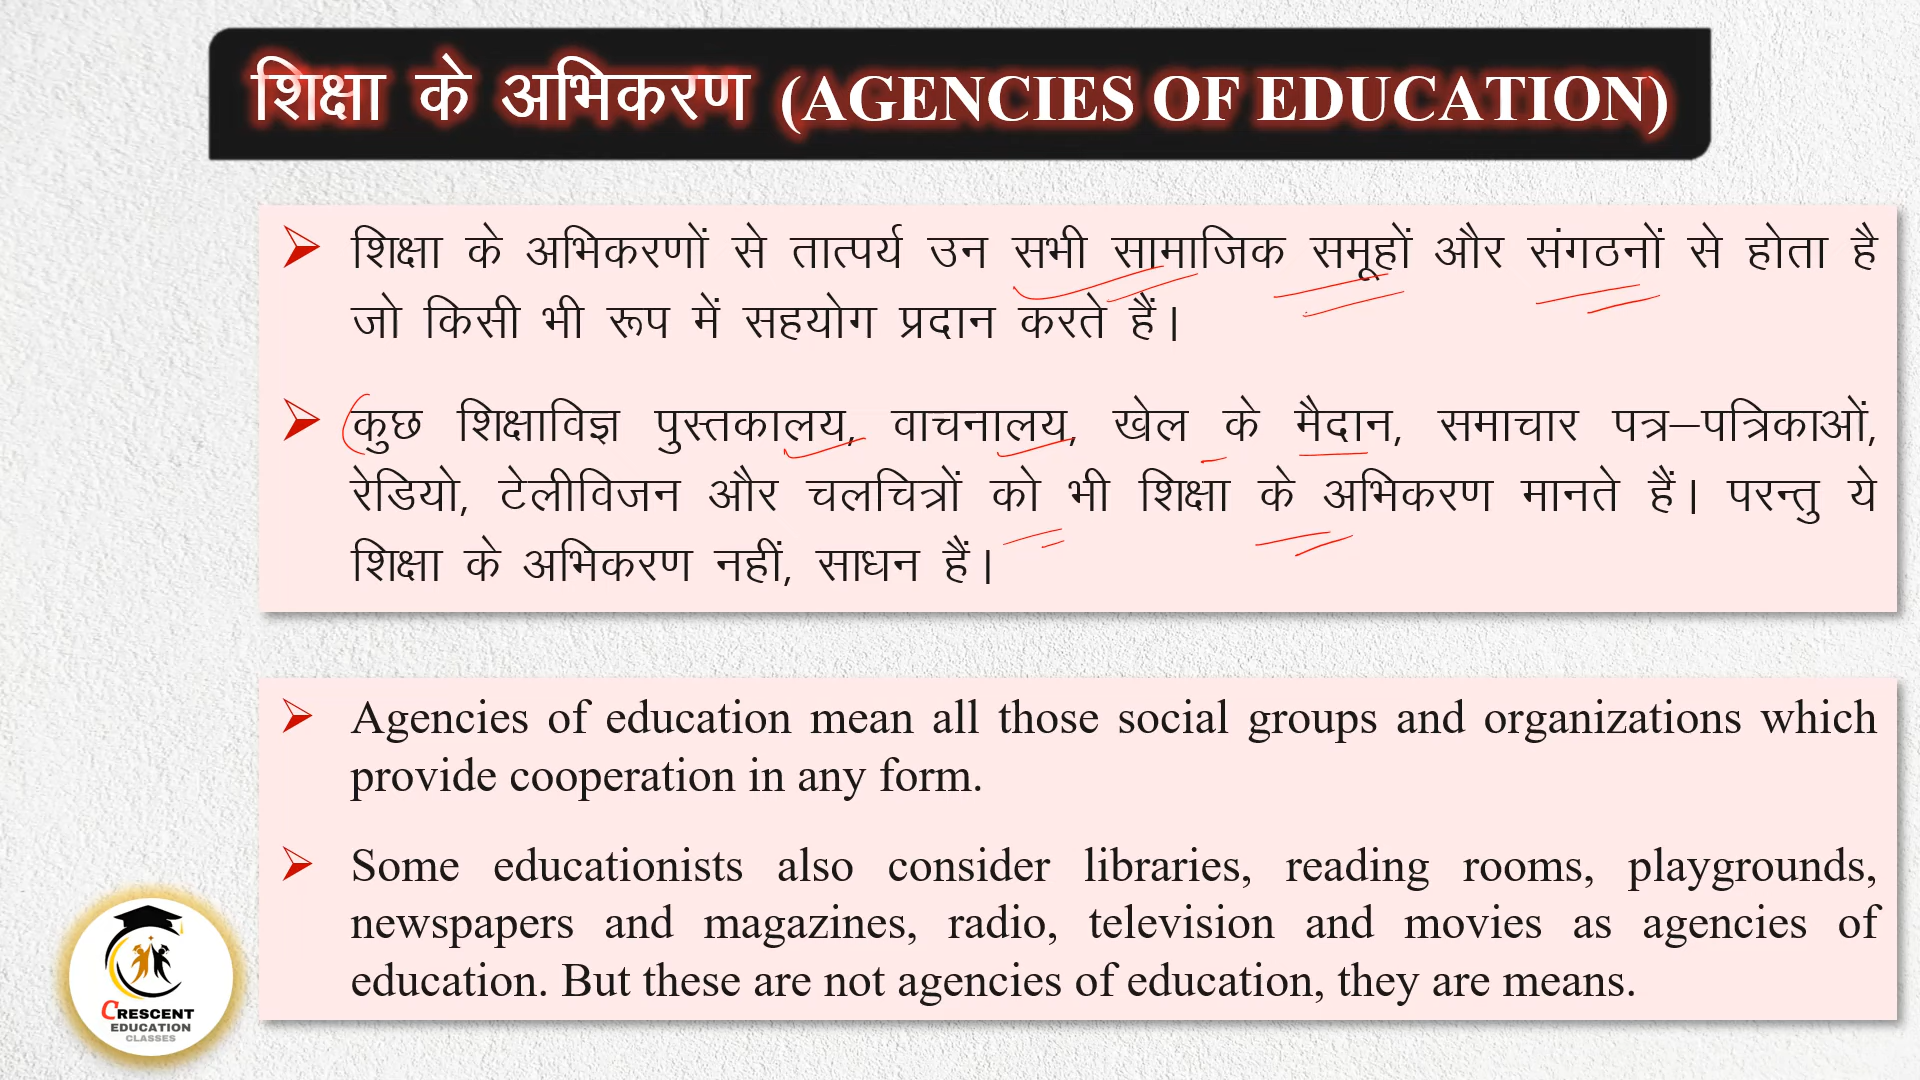 शिक्षा के अभिकरण (AGENCIES OF EDUCATION)
शिक्षा के अभिकरणों से तात्पर्य उन सभी सामाजिक समूहों और संगठनों से होता है
जो किसी भी रूप में सहयोग प्रदान करते हैं।
कुछ शिक्षाविज्ञ पुस्तकालय, वाचनालय, खेल के मैदान, समाचार पत्र–पत्रिकाओं,
रेडियो, टेलीविजन और चलचित्रों को भी शिक्षा के अभिकरण मानते हैं। परन्तु ये
शिक्षा के अभिकरण नहीं, साधन हैं।
Agencies of education mean all those social groups and organizations which
provide cooperation in any form.
Some educationists also consider libraries, reading rooms, playgrounds,
newspapers and magazines, radio, television and movies as agencies of
education. But these are not agencies of education, they are means.
CRESCENT
EDUCATION
CLASSES